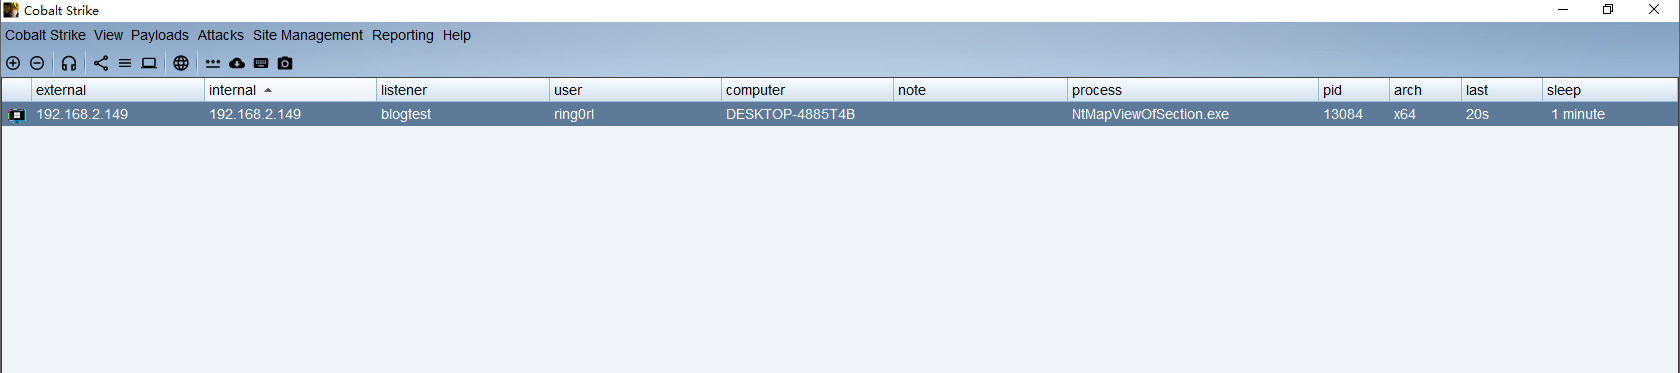 Cobalt Strike
Cobalt Strike View Payloads Attacks Site Management Reporting Help
external internal listener user computer note process pid arch last sleep
192.168.2.149 192.168.2.149 blogtest ring0rl DESKTOP-4885T4B NtMapViewOfSection.exe 13084 x64 20s 1 minute